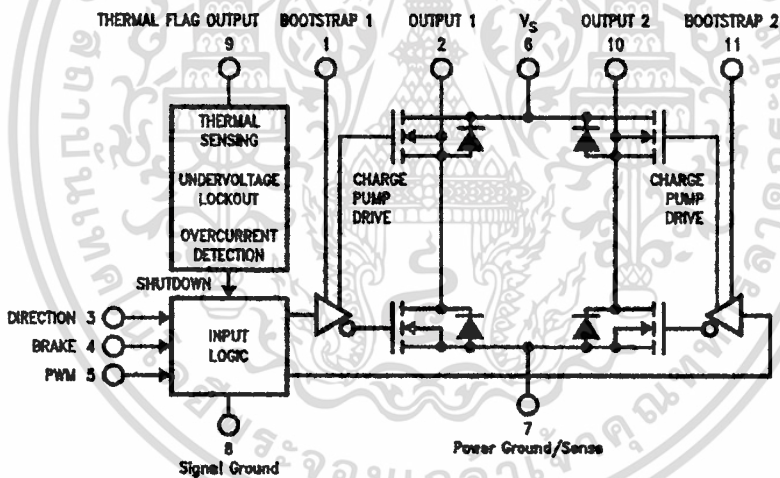 THERMAL FLAG OUTPUT
9
BOOTSTRAP 1
1
OUTPUT 1
2
VS
6
OUTPUT 2
10
BOOTSTRAP 2
11
THERMAL
SENSING
UNDERVOLTAGE
LOCKOUT
OVERCURRENT
DETECTION
CHARGE
PUMP
DRIVE
CHARGE
PUMP
DRIVE
SHUTDOWN
DIRECTION 3
BRAKE 4
PWM 5
INPUT
LOGIC
8
Signal Ground
7
Power Ground/Sense